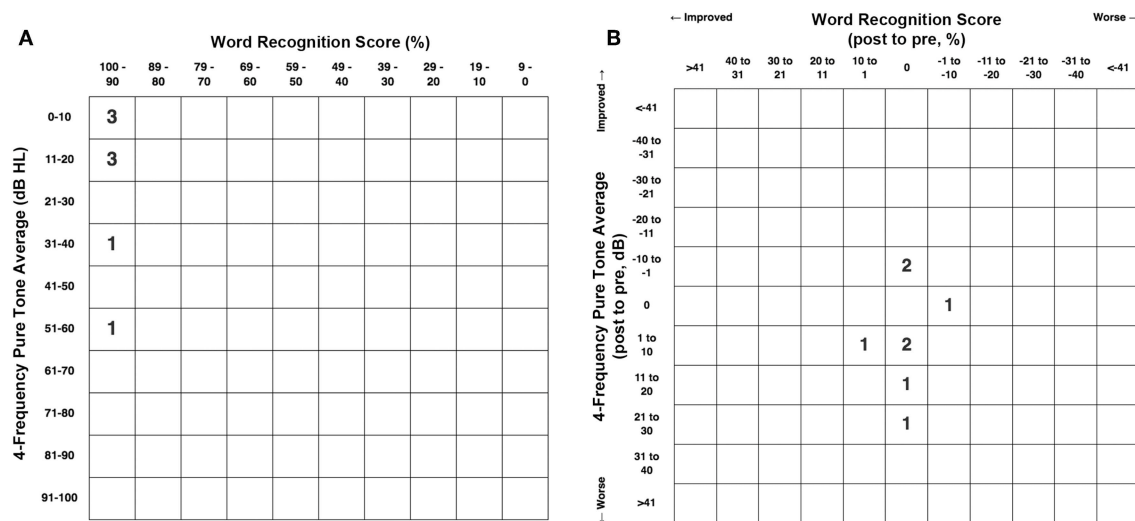 A
Word Recognition Score (%)
100 - 90
89 - 80
79 - 70
69 - 60
59 - 50
49 - 40
39 - 30
29 - 20
19 - 10
9 - 0
4-Frequency Pure Tone Average (dB HL)
0-10 3
11-20 3
21-30
31-40 1
41-50
51-60 1
61-70
71-80
81-90
91-100
B
← Improved
Word Recognition Score
(post to pre, %)
Worse →
>41
40 to 31
30 to 21
20 to 11
10 to 1
0
-1 to -10
-11 to -20
-21 to -30
-31 to -40
<-41
Improved →
4-Frequency Pure Tone Average
(post to pre, dB)
← Worse
<-41
-40 to -31
-30 to -21
-20 to -11
-10 to -1 2
0 1
1 to 10 1 2
11 to 20 1
21 to 30 1
31 to 40
>41